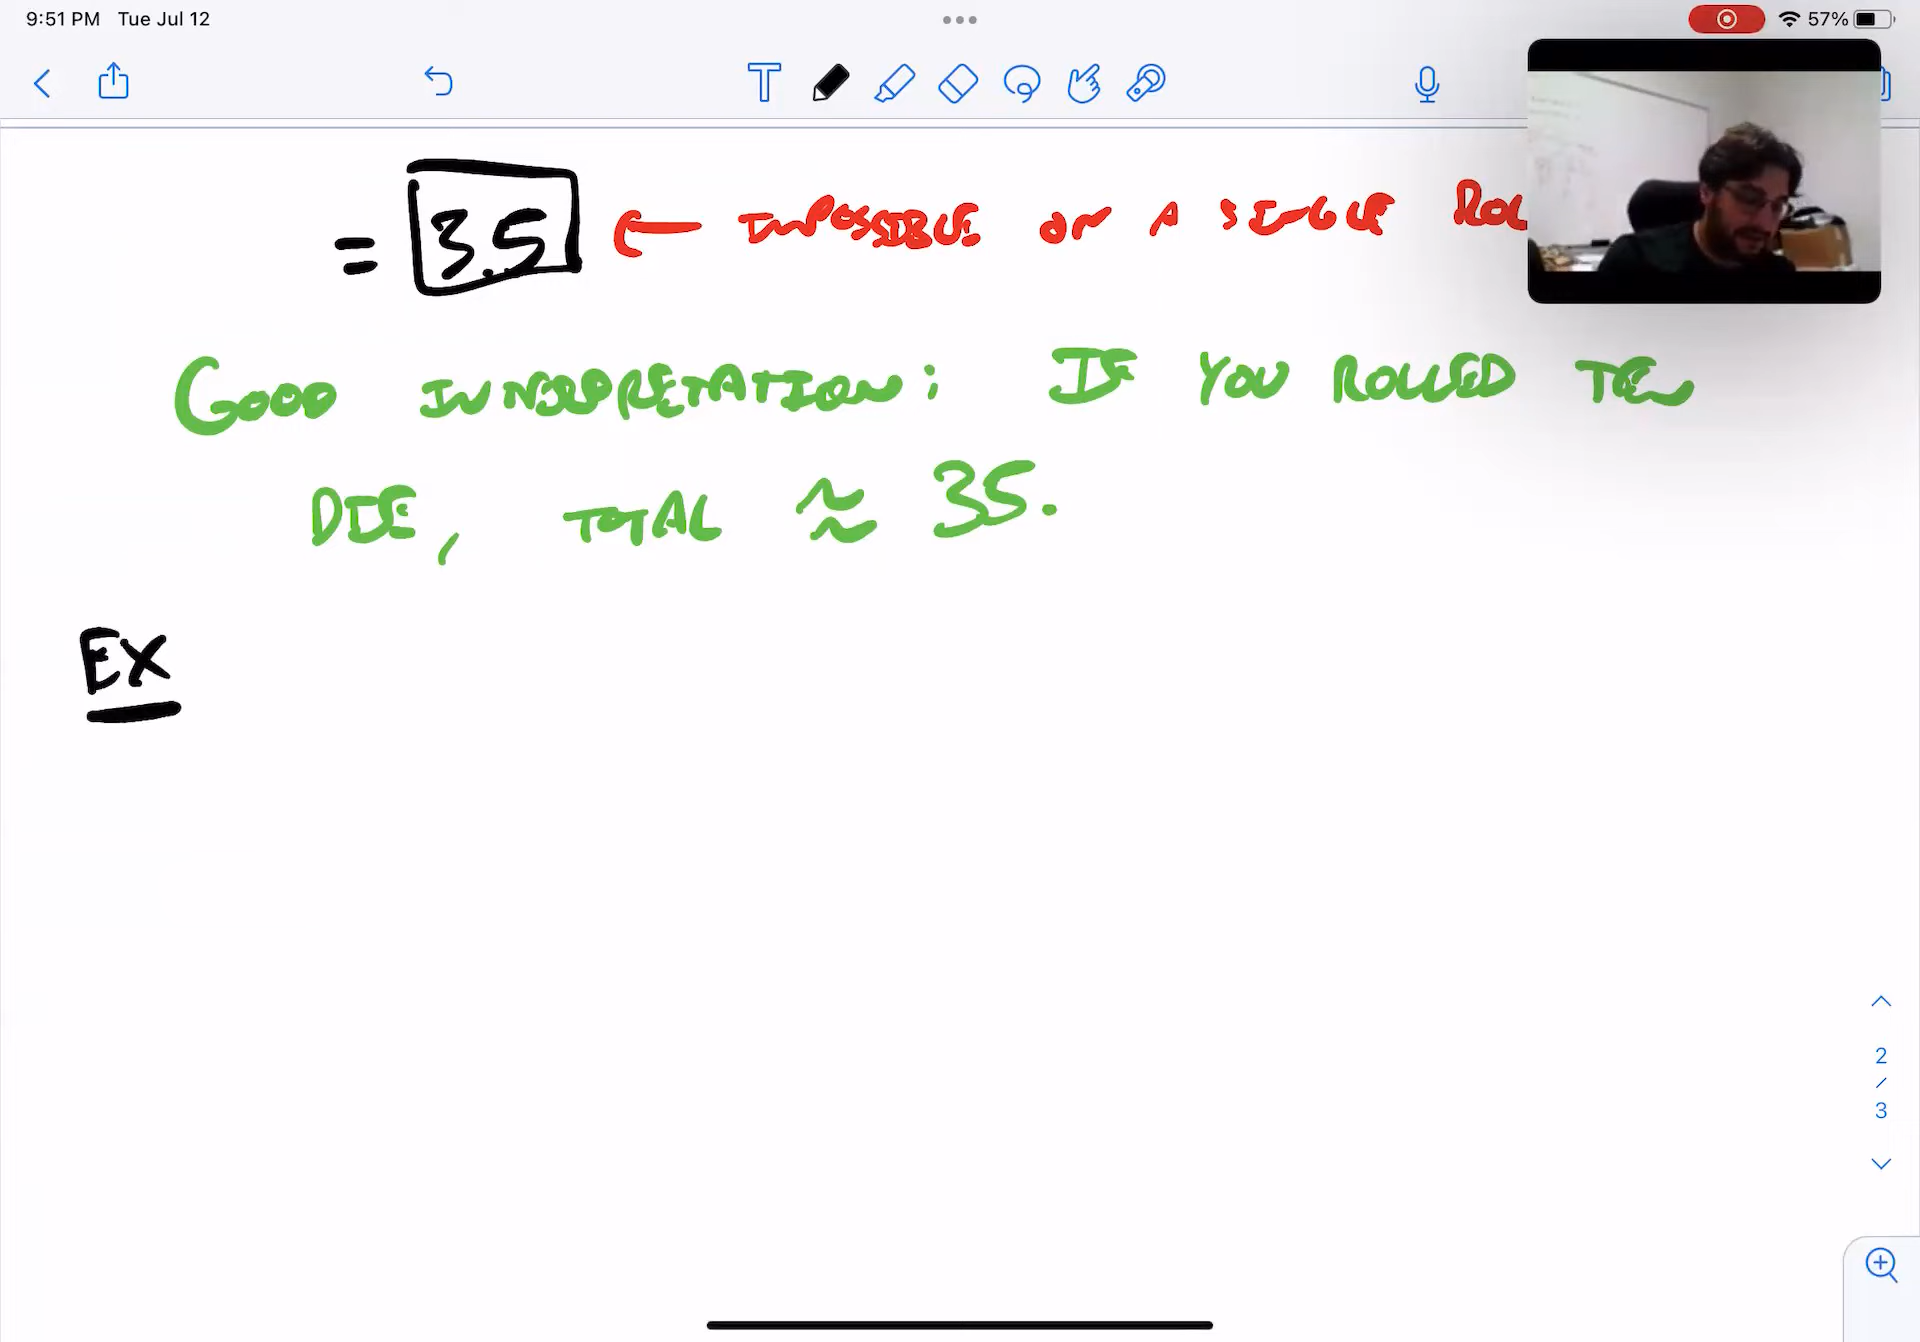 9:51 PM Tue Jul 12
57%
T
= 3.5 ← IMPOSSIBLE ON A SINGLE ROL
GOOD INTERPRETATION: IF YOU ROLLED TEN
DIE, TOTAL ≈ 35.
EX
2
/
3